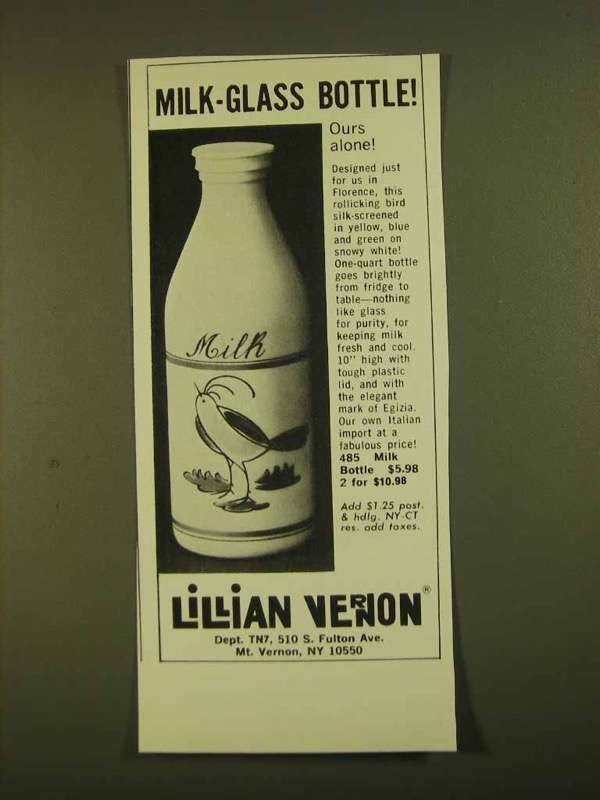 MILK-GLASS BOTTLE!
Ours
alone!
Designed just
for us in
Florence, this
rollicking bird
silk-screened
in yellow, blue
and green on
snowy white!
One-quart bottle
goes brightly
from fridge to
table—nothing
like glass
for purity, for
keeping milk
fresh and cool.
10" high with
tough plastic
lid, and with
the elegant
mark of Egizia.
Our own Italian
import at a
fabulous price!
485 Milk
Bottle $5.98
2 for $10.98
Add $1.25 post.
& hdlg. NY-CT
res. add taxes.
Milk
LILLIAN VERNON®
Dept. TN7, 510 S. Fulton Ave.
Mt. Vernon, NY 10550